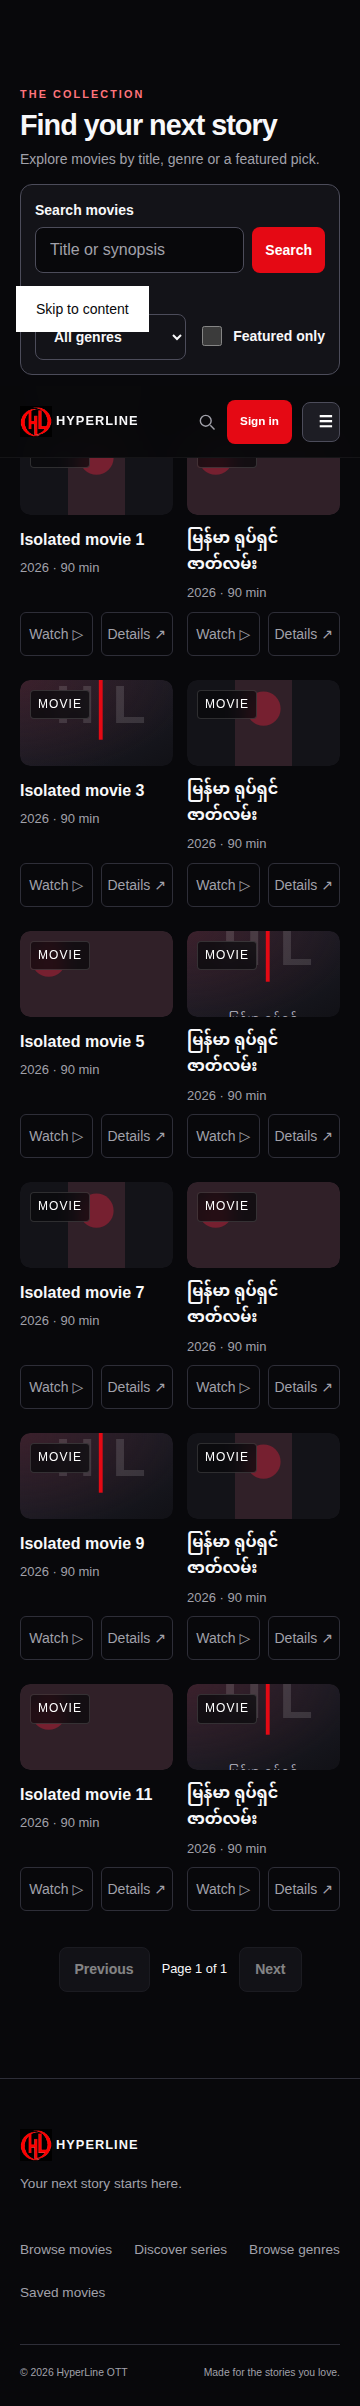 THE COLLECTION
Find your next story
Explore movies by title, genre or a featured pick.
Search movies
Title or synopsis
Search
Skip to content
All genres
Featured only
HYPERLINE
Sign in
Isolated movie 1
2026 · 90 min
Watch ▷
Details ↗
မြန်မာ ရုပ်ရှင်
ဇာတ်လမ်း
2026 · 90 min
Watch ▷
Details ↗
MOVIE
Isolated movie 3
2026 · 90 min
Watch ▷
Details ↗
MOVIE
မြန်မာ ရုပ်ရှင်
ဇာတ်လမ်း
2026 · 90 min
Watch ▷
Details ↗
MOVIE
Isolated movie 5
2026 · 90 min
Watch ▷
Details ↗
MOVIE
မြန်မာ ရုပ်ရှင်
ဇာတ်လမ်း
2026 · 90 min
Watch ▷
Details ↗
MOVIE
Isolated movie 7
2026 · 90 min
Watch ▷
Details ↗
MOVIE
မြန်မာ ရုပ်ရှင်
ဇာတ်လမ်း
2026 · 90 min
Watch ▷
Details ↗
MOVIE
Isolated movie 9
2026 · 90 min
Watch ▷
Details ↗
MOVIE
မြန်မာ ရုပ်ရှင်
ဇာတ်လမ်း
2026 · 90 min
Watch ▷
Details ↗
MOVIE
Isolated movie 11
2026 · 90 min
Watch ▷
Details ↗
MOVIE
မြန်မာ ရုပ်ရှင်
ဇာတ်လမ်း
2026 · 90 min
Watch ▷
Details ↗
Previous
Page 1 of 1
Next
HYPERLINE
Your next story starts here.
Browse movies
Discover series
Browse genres
Saved movies
© 2026 HyperLine OTT
Made for the stories you love.